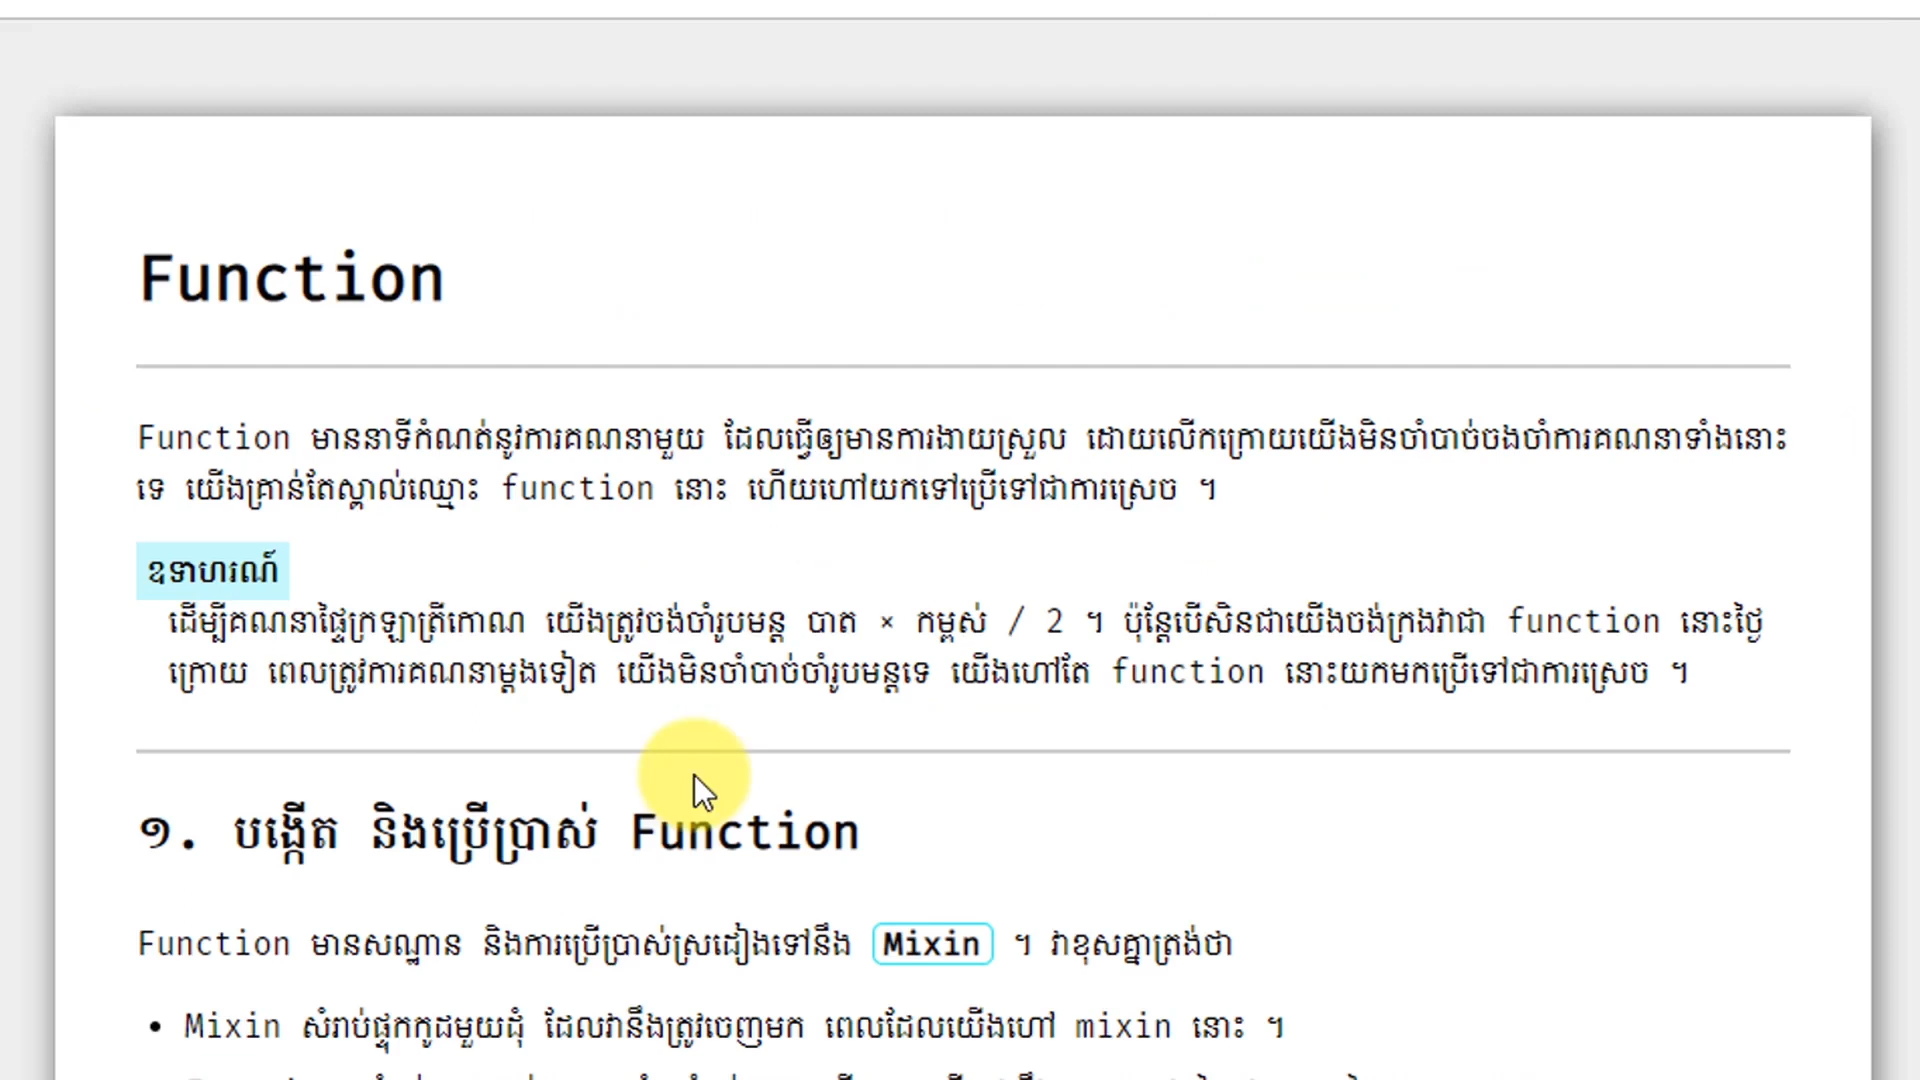 Function
Function មាននាទីកំណត់នូវការគណនាមួយ ដែលធ្វើឲ្យមានការងាយស្រួល ដោយលើកក្រោយយើងមិនចាំបាច់ចងចាំការគណនាទាំងនោះ
ទេ យើងគ្រាន់តែស្គាល់ឈ្មោះ function នោះ ហើយហៅយកទៅប្រើទៅជាការស្រេច ។
ឧទាហរណ៍
ដើម្បីគណនាផ្ទៃក្រឡាត្រីកោណ យើងត្រូវចង់ចាំរូបមន្ត បាត × កម្ពស់ / 2 ។ ប៉ុន្តែបើសិនជាយើងចង់ក្រងវាជា function នោះថ្ងៃ
ក្រោយ ពេលត្រូវការគណនាម្ដងទៀត យើងមិនចាំបាច់ចាំរូបមន្តទេ យើងហៅតែ function នោះយកមកប្រើទៅជាការស្រេច ។
១. បង្កើត និងប្រើប្រាស់ Function
Function មានសណ្ឋាន និងការប្រើប្រាស់ស្រដៀងទៅនឹង Mixin ។ វាខុសគ្នាត្រង់ថា
• Mixin សំរាប់ផ្ទុកកូដមួយដុំ ដែលវានឹងត្រូវចេញមក ពេលដែលយើងហៅ mixin នោះ ។